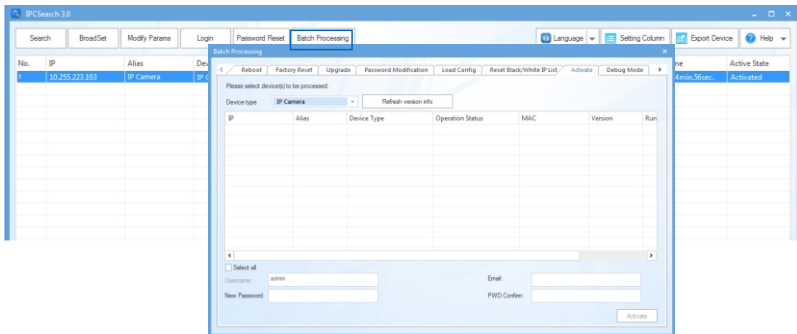 IPCSearch 3.0
Search BroadSet Modify Params Login Password Reset Batch Processing Language Setting Column Export Device Help
No. IP Alias Dev ne Active State
1 10.255.223.103 IP Camera IP C 4min.56sec. Activated
Batch Processing
Reboot Factory Reset Upgrade Password Modification Load Config Reset Black/White IP List Activate Debug Mode
Please select device(s) to be processed.
Device type IP Camera Refresh version info
IP Alias Device Type Operation Status MAC Version Run
Select all
Username: admin Email:
New Password: PWD Confirm:
Activate